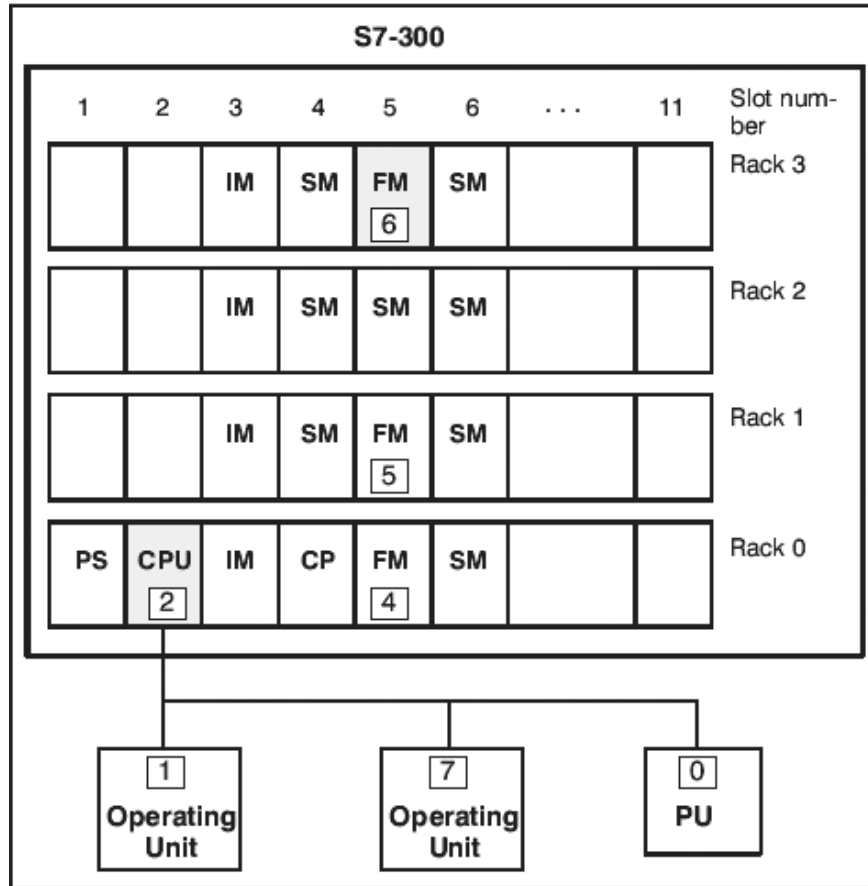 S7-300
1 2 3 4 5 6 . . . 11 Slot num-
ber
IM SM FM SM Rack 3
6
IM SM SM SM Rack 2
IM SM FM SM Rack 1
5
PS CPU IM CP FM SM Rack 0
2 4
1 7 0
Operating Operating PU
Unit Unit